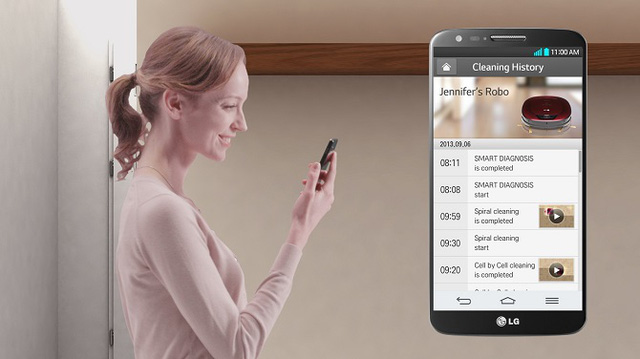 11:00 AM
Cleaning History
Jennifer's Robo
2013.09.06
08:11 SMART DIAGNOSIS
is completed
08:08 SMART DIAGNOSIS
start
09:59 Spiral cleaning
is completed
09:30 Spiral cleaning
start
09:20 Cell by Cell cleaning
is completed
LG